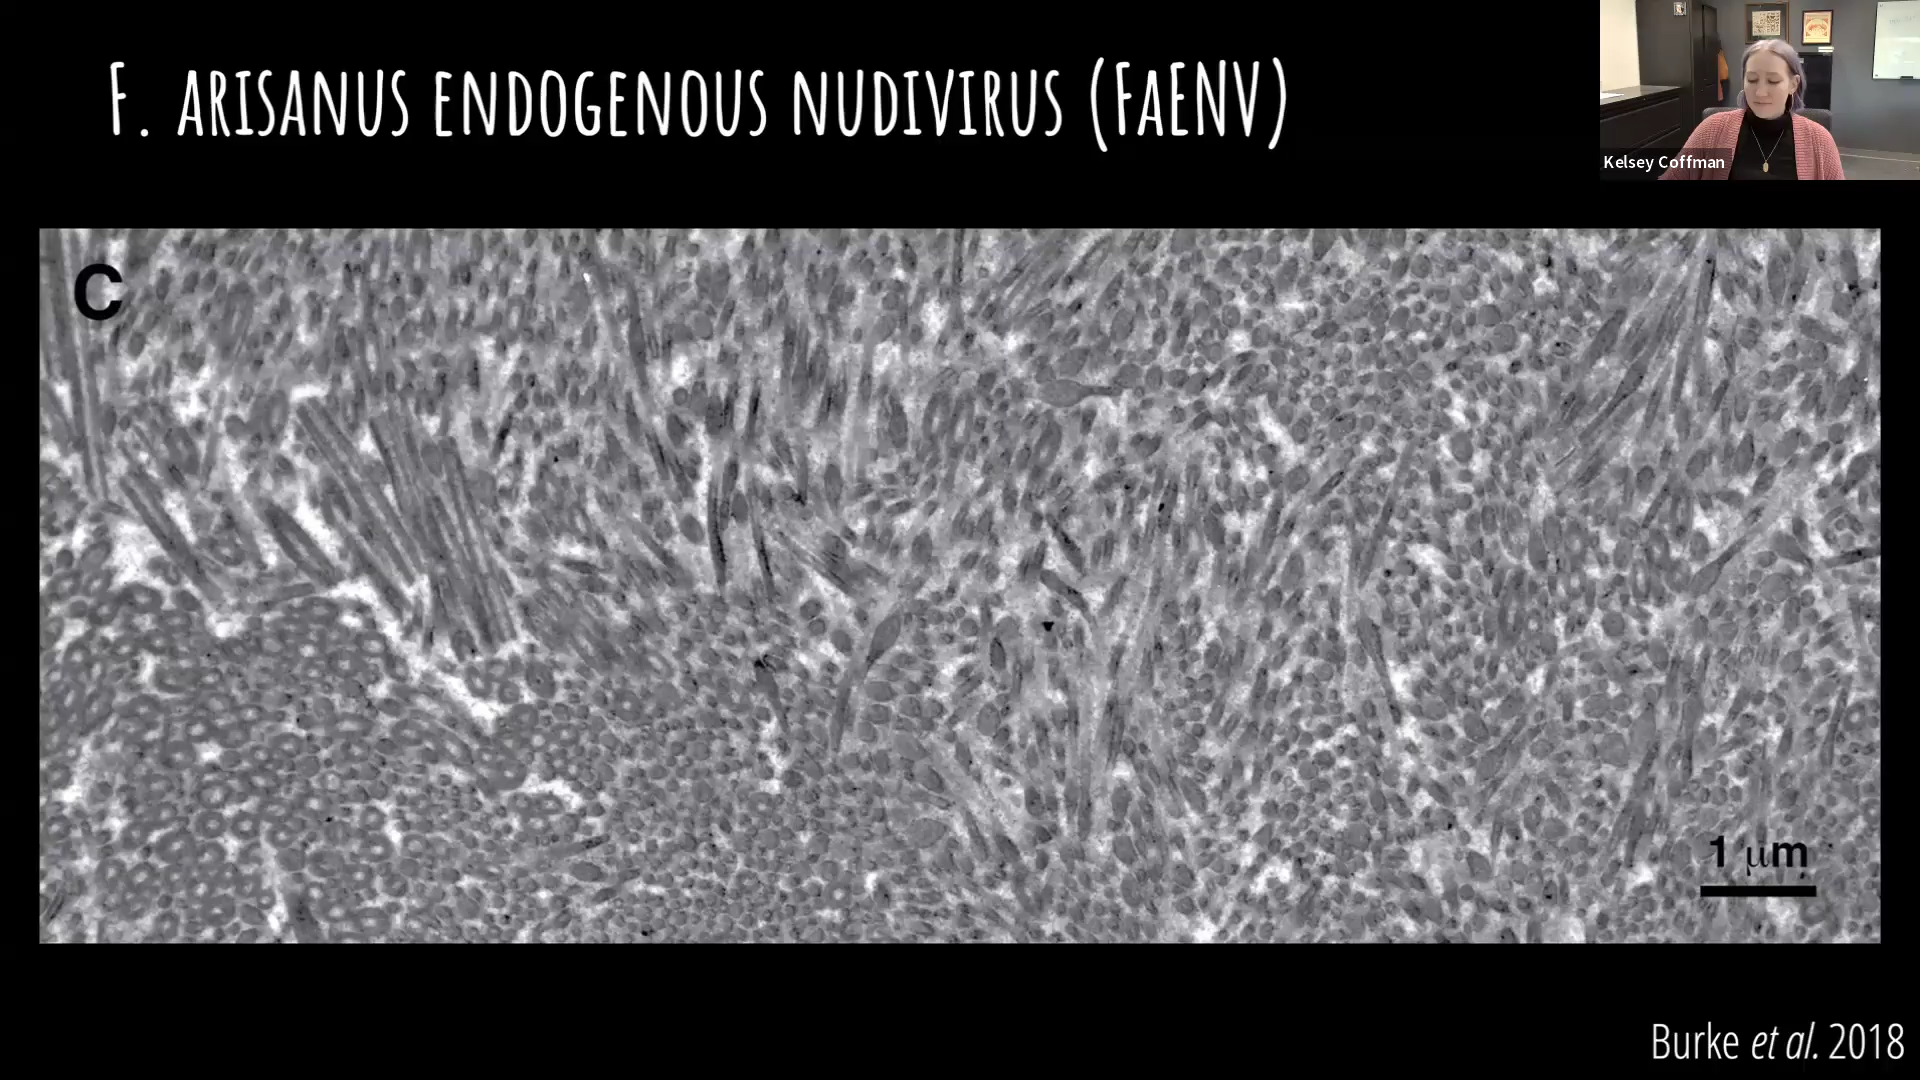 F. ARISANUS ENDOGENOUS NUDIVIRUS (FAENV)
Kelsey Coffman
C
1 μm
Burke et al. 2018